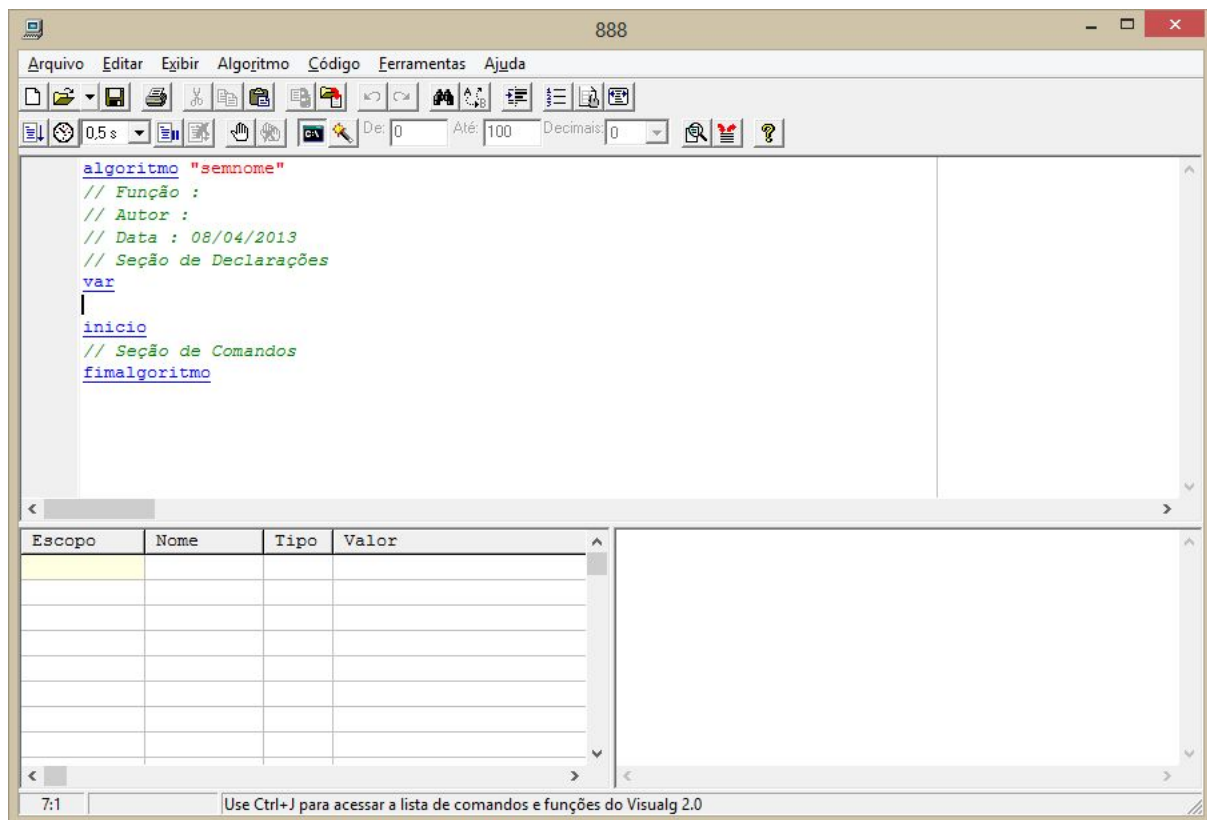 888
Arquivo Editar Exibir Algoritmo Código Ferramentas Ajuda
0,5 s De: 0 Até: 100 Decimais: 0
algoritmo "semnome"
// Função :
// Autor :
// Data : 08/04/2013
// Seção de Declarações
var
inicio
// Seção de Comandos
fimalgoritmo
Escopo Nome Tipo Valor
7:1 Use Ctrl+J para acessar a lista de comandos e funções do Visualg 2.0